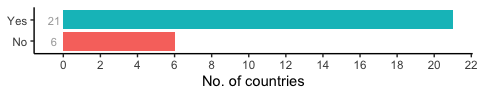 Yes 21
No 6
0 2 4 6 8 10 12 14 16 18 20 22
No. of countries